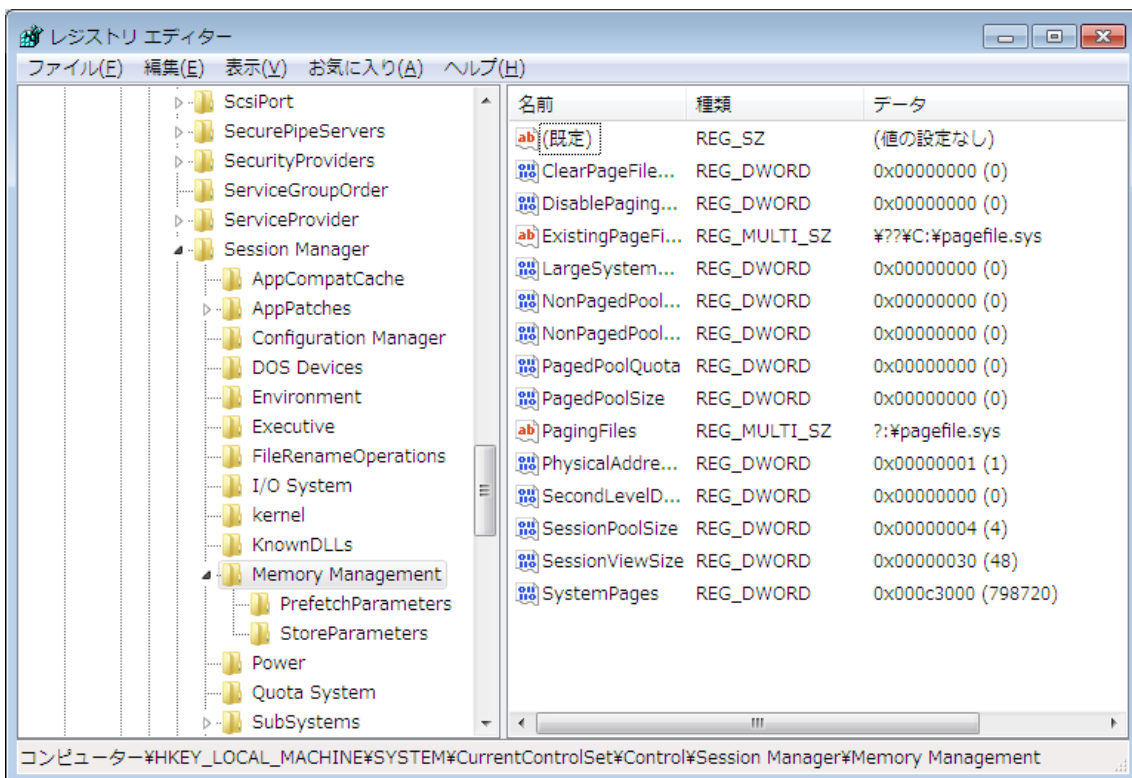 レジストリ エディター
ファイル(F) 編集(E) 表示(V) お気に入り(A) ヘルプ(H)
ScsiPort
SecurePipeServers
SecurityProviders
ServiceGroupOrder
ServiceProvider
Session Manager
AppCompatCache
AppPatches
Configuration Manager
DOS Devices
Environment
Executive
FileRenameOperations
I/O System
kernel
KnownDLLs
Memory Management
PrefetchParameters
StoreParameters
Power
Quota System
SubSystems
名前 種類 データ
(既定) REG_SZ (値の設定なし)
ClearPageFile... REG_DWORD 0x00000000 (0)
DisablePaging... REG_DWORD 0x00000000 (0)
ExistingPageFi... REG_MULTI_SZ ¥??¥C:¥pagefile.sys
LargeSystem... REG_DWORD 0x00000000 (0)
NonPagedPool... REG_DWORD 0x00000000 (0)
NonPagedPool... REG_DWORD 0x00000000 (0)
PagedPoolQuota REG_DWORD 0x00000000 (0)
PagedPoolSize REG_DWORD 0x00000000 (0)
PagingFiles REG_MULTI_SZ ?:¥pagefile.sys
PhysicalAddre... REG_DWORD 0x00000001 (1)
SecondLevelD... REG_DWORD 0x00000000 (0)
SessionPoolSize REG_DWORD 0x00000004 (4)
SessionViewSize REG_DWORD 0x00000030 (48)
SystemPages REG_DWORD 0x000c3000 (798720)
コンピューター¥HKEY_LOCAL_MACHINE¥SYSTEM¥CurrentControlSet¥Control¥Session Manager¥Memory Management